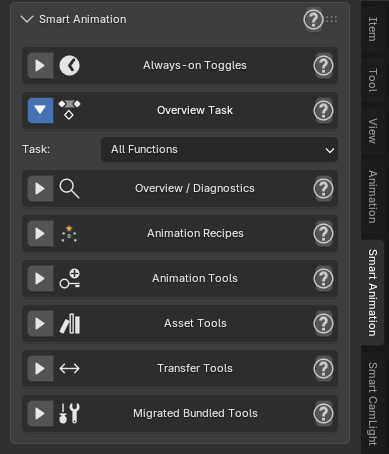 Smart Animation
Always-on Toggles
Overview Task
Task: All Functions
Overview / Diagnostics
Animation Recipes
Animation Tools
Asset Tools
Transfer Tools
Migrated Bundled Tools
Item
Tool
View
Animation
Smart Animation
Smart CamLight